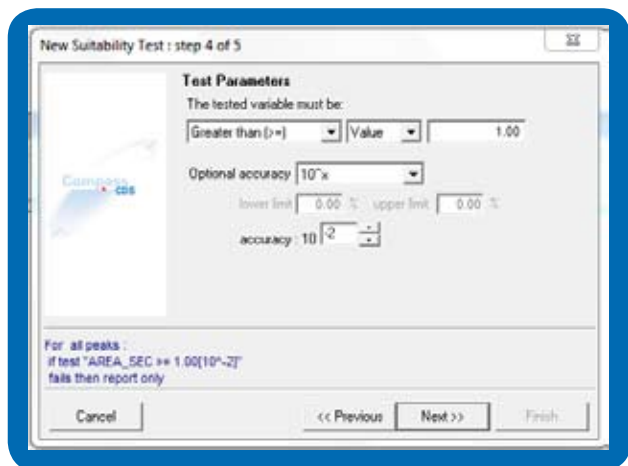 New Suitability Test : step 4 of 5
Compass
CDS
Test Parameters
The tested variable must be:
Greater than (>=) Value 1.00
Optional accuracy 10^x
lower limit 0.00 % upper limit 0.00 %
accuracy : 10 -2
For all peaks :
if test "AREA_SEC >= 1.00[10^-2]"
fails then report only
Cancel << Previous Next >> Finish